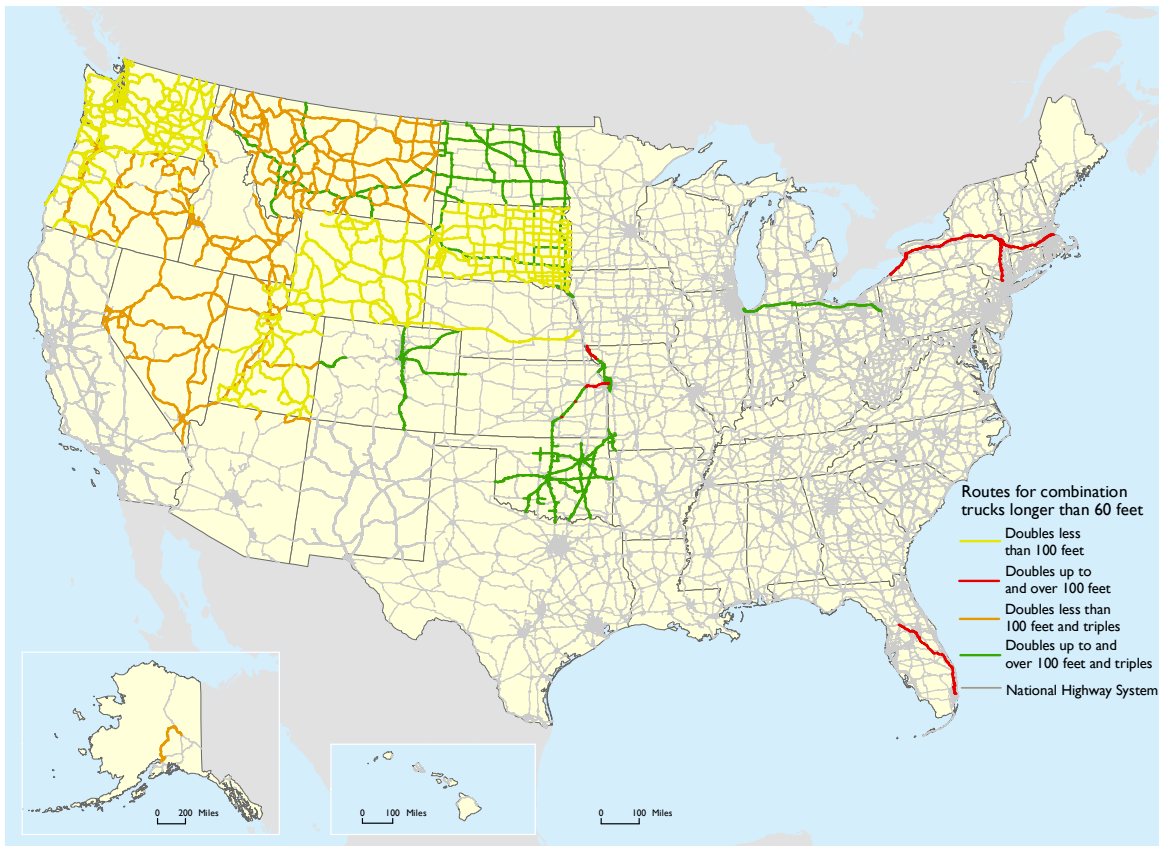 Routes for combination
trucks longer than 60 feet
Doubles less
than 100 feet
Doubles up to
and over 100 feet
Doubles less than
100 feet and triples
Doubles up to and
over 100 feet and triples
National Highway System
0 200 Miles
0 100 Miles
0 100 Miles